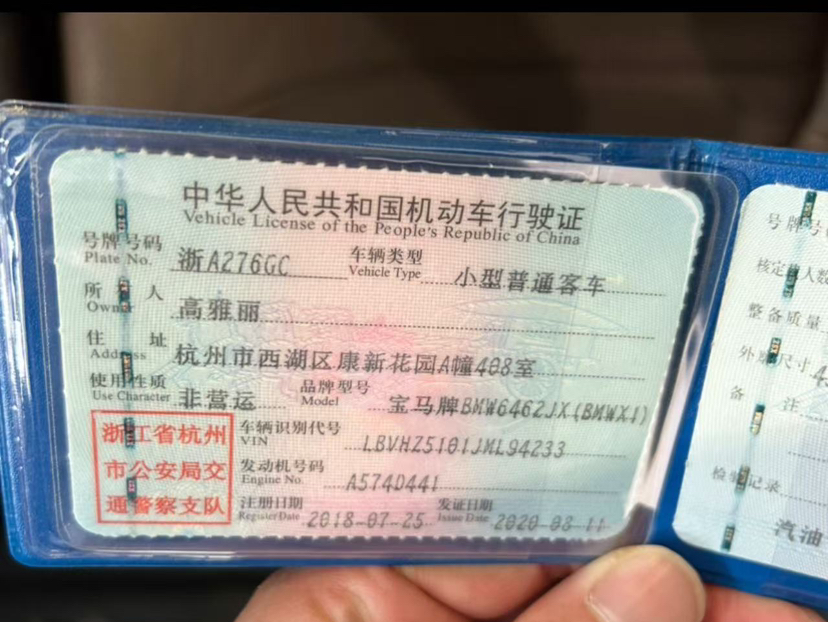 中华人民共和国机动车行驶证
Vehicle License of the People's Republic of China
号牌号码 浙A276GC 车辆类型 小型普通客车
Plate No. Vehicle Type
所有人 高雅丽
Owner
住址 杭州市西湖区康新花园A幢408室
Address
使用性质 非营运 品牌型号 宝马牌BMW6462JX(BMWX1)
Use Character Model
浙江省杭州
市公安局交
通警察支队
车辆识别代号 LBVHZ5101JML94233
VIN
发动机号码 A574D441
Engine No.
注册日期 2018-07-25 发证日期 2020-08-11
Register Date Issue Date
号牌号
核定载人数
整备质量
外廓尺寸
备注
检验记录
汽油